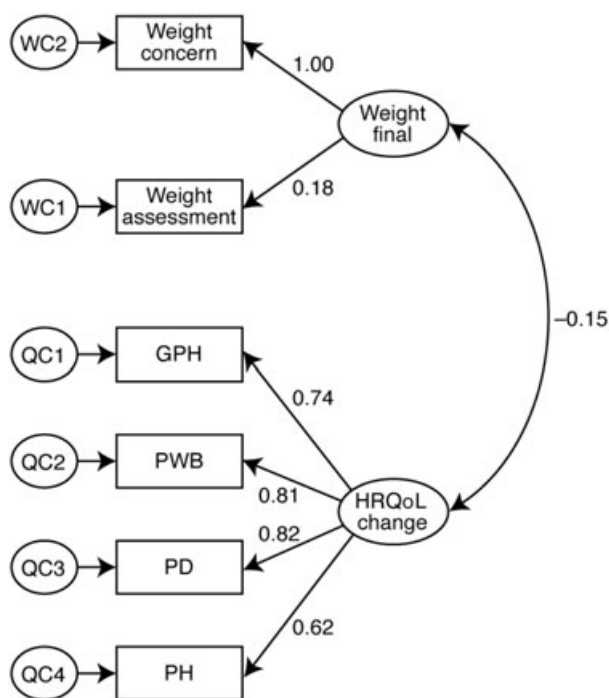 WC2
Weight
concern
1.00
Weight
final
0.18
WC1
Weight
assessment
–0.15
QC1
GPH
0.74
QC2
PWB
0.81
HRQoL
change
0.82
QC3
PD
0.62
QC4
PH